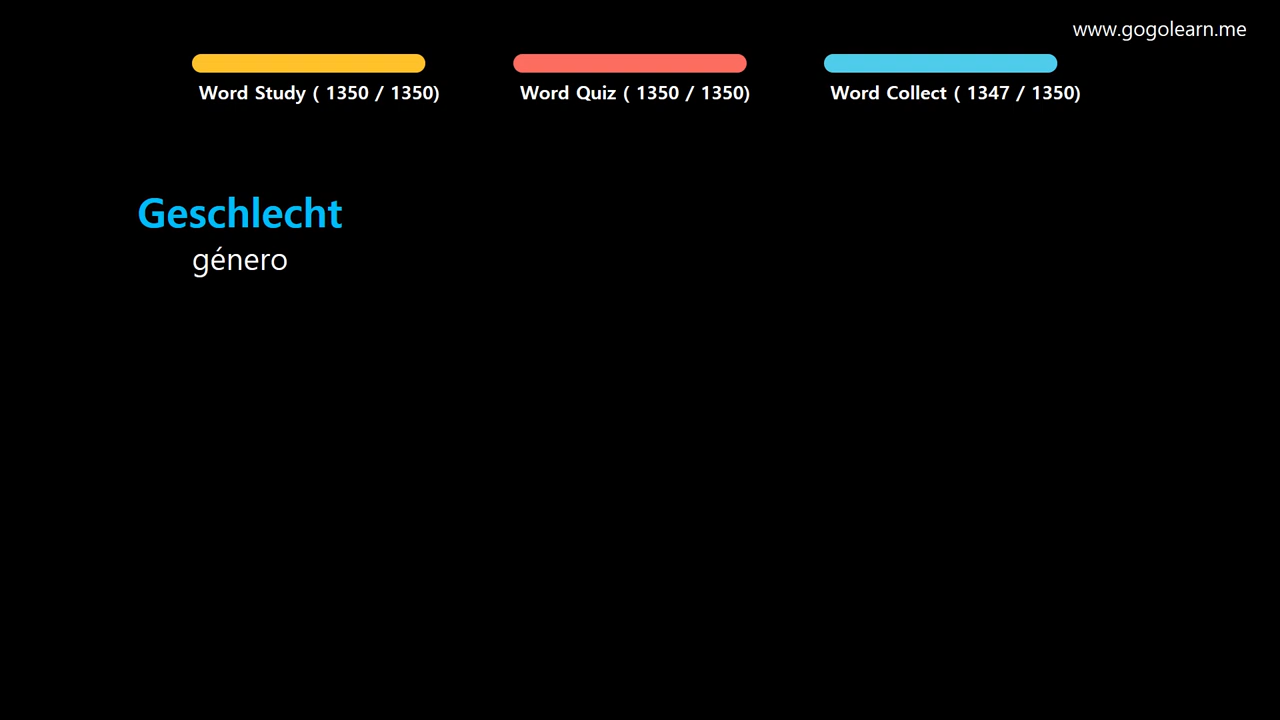 www.gogolearn.me
Word Study ( 1350 / 1350)
Word Quiz ( 1350 / 1350)
Word Collect ( 1347 / 1350)
Geschlecht
género